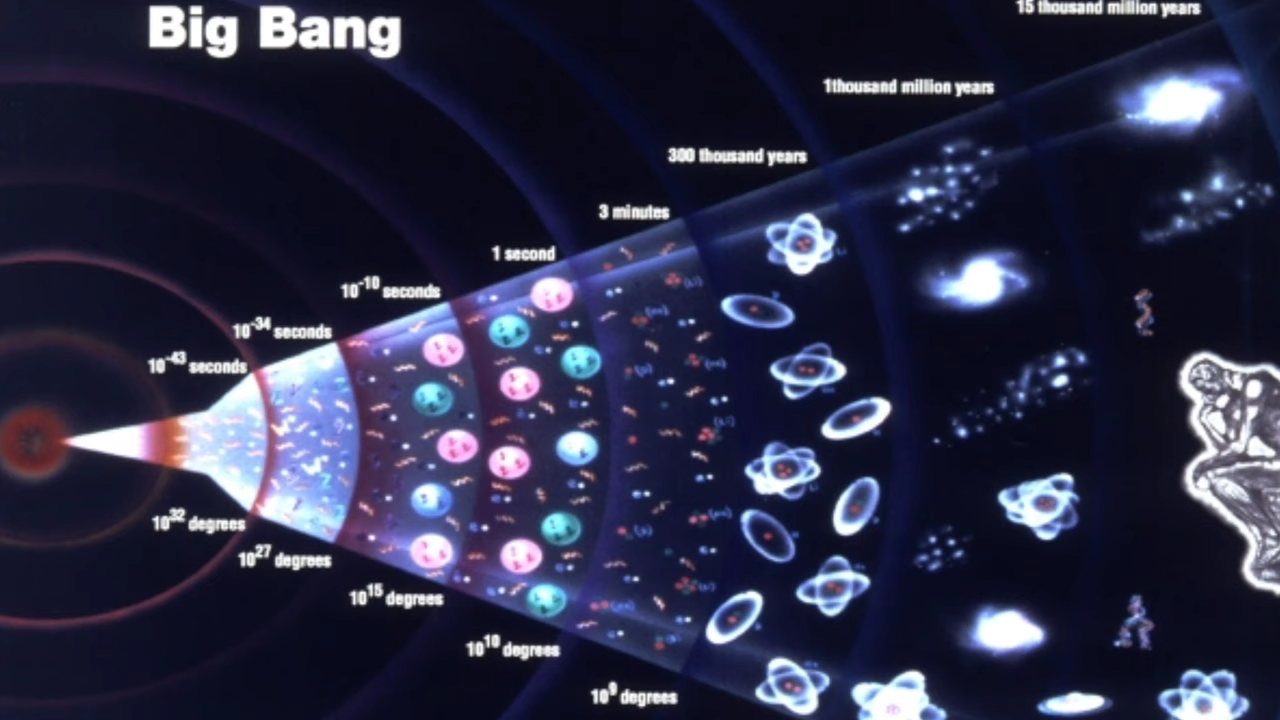 Big Bang
15 thousand million years
1thousand million years
300 thousand years
3 minutes
1 second
10⁻¹⁰ seconds
10⁻³⁴ seconds
10⁻⁴³ seconds
10³² degrees
10²⁷ degrees
10¹⁵ degrees
10¹⁰ degrees
10⁹ degrees